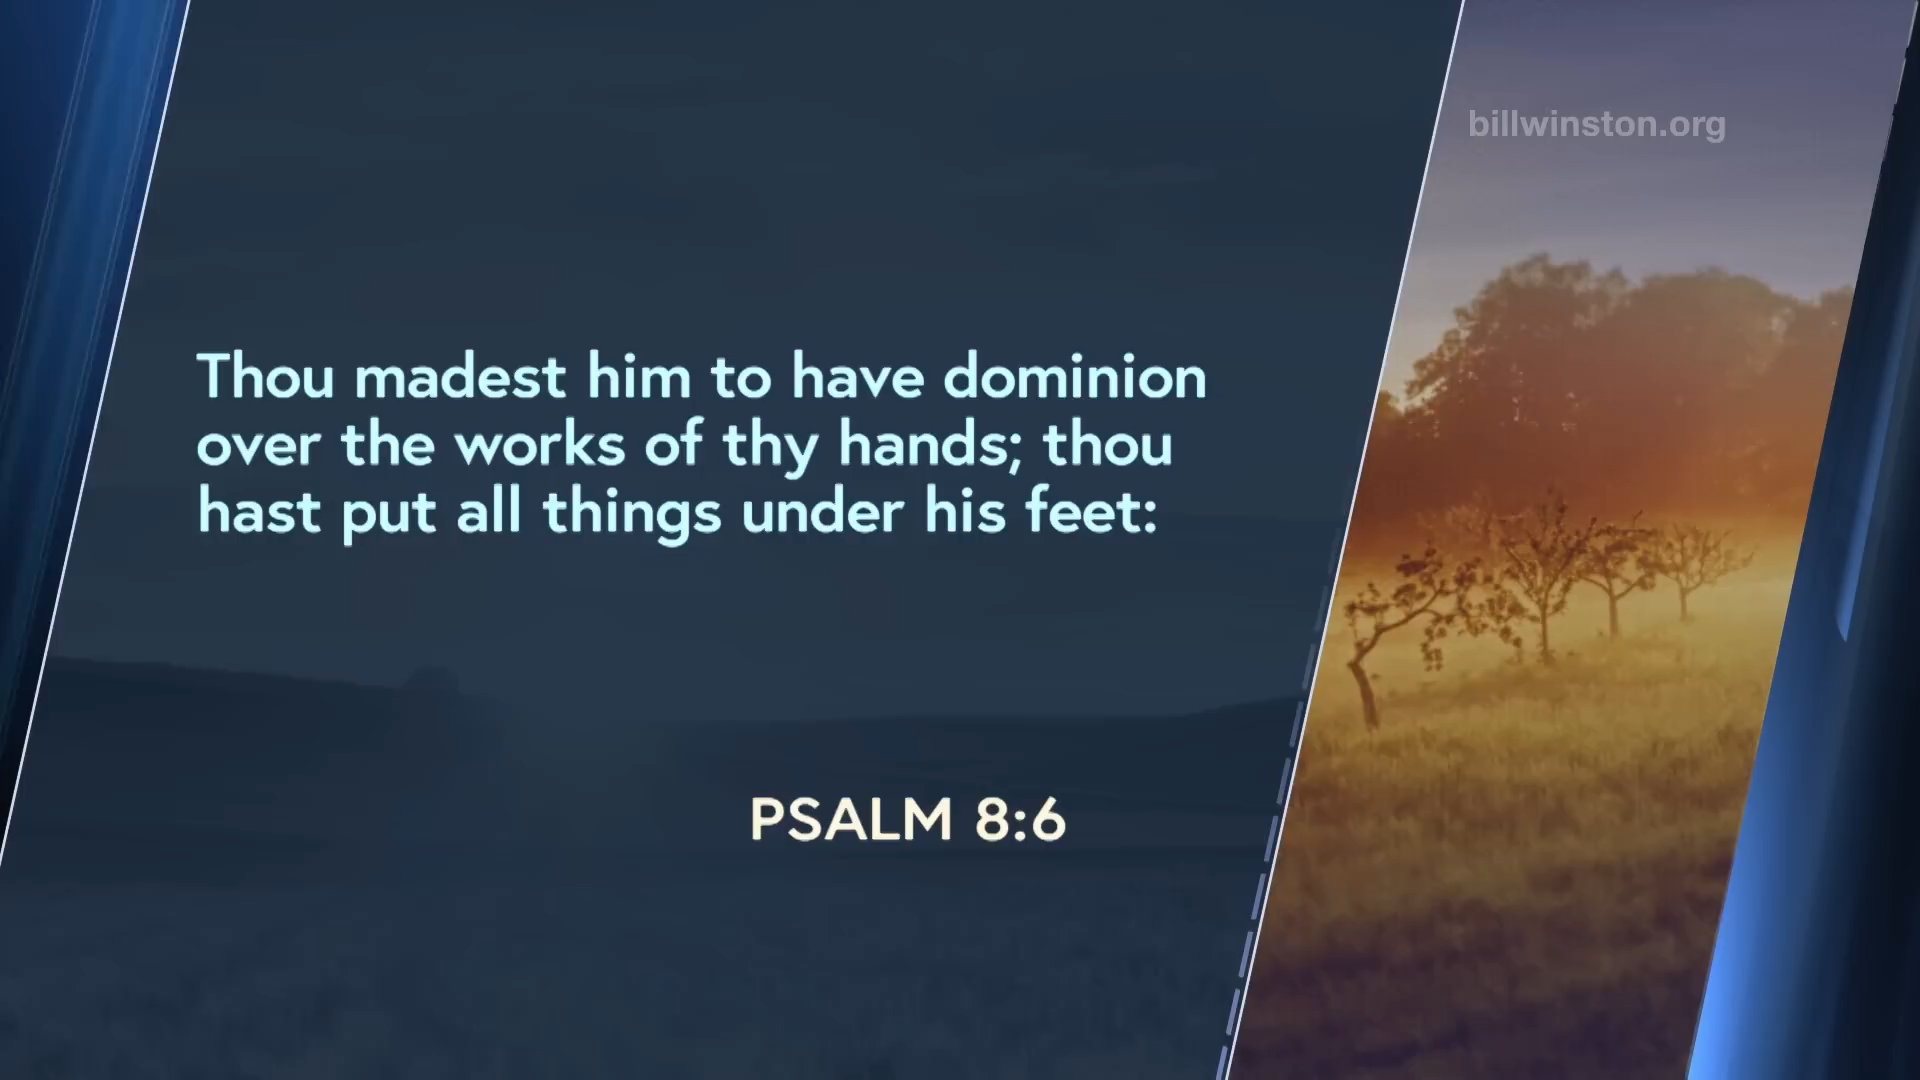 billwinston.org
Thou madest him to have dominion
over the works of thy hands; thou
hast put all things under his feet:
PSALM 8:6